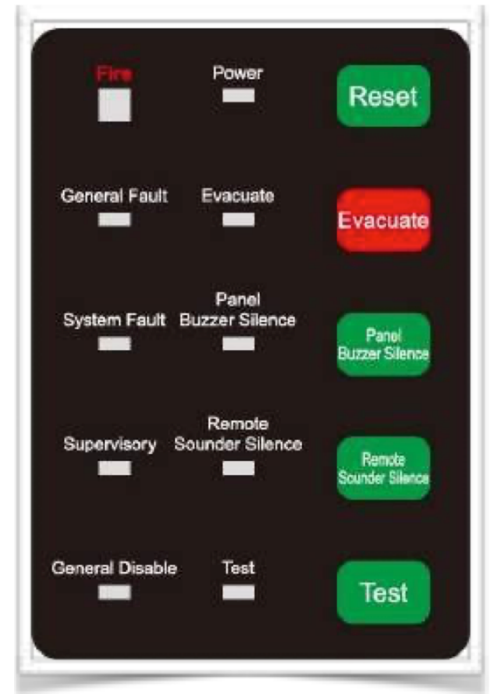 Fire
Power
Reset
General Fault
Evacuate
Evacuate
System Fault
Panel
Buzzer Silence
Panel
Buzzer Silence
Supervisory
Remote
Sounder Silence
Remote
Sounder Silence
General Disable
Test
Test